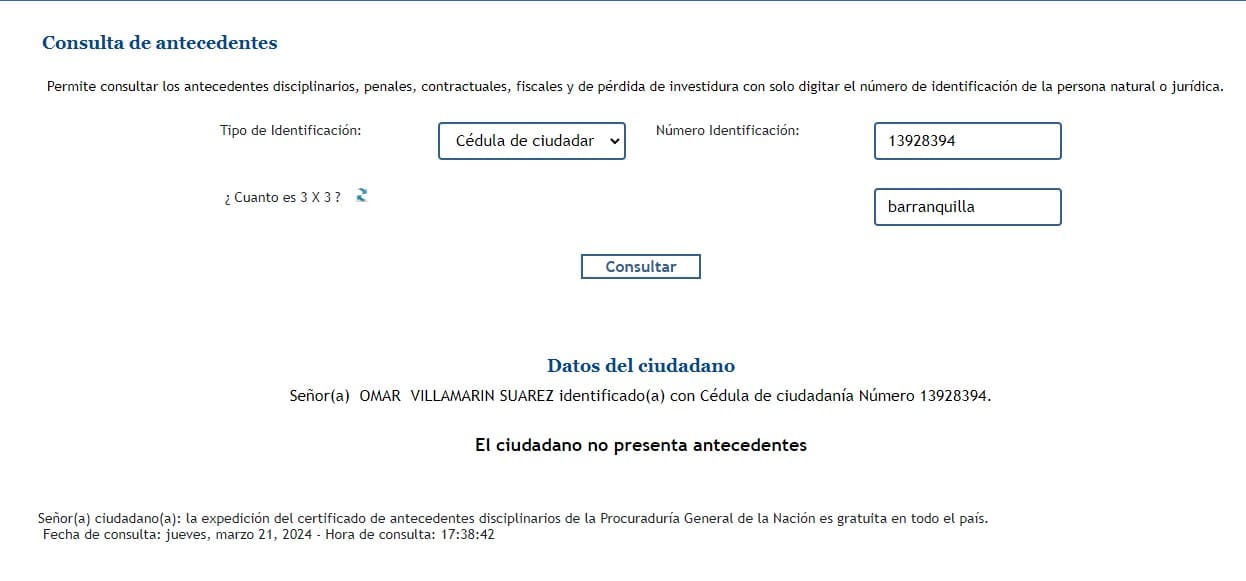 Consulta de antecedentes
Permite consultar los antecedentes disciplinarios, penales, contractuales, fiscales y de pérdida de investidura con solo digitar el número de identificación de la persona natural o jurídica.
Tipo de Identificación: Cédula de ciudadar Número Identificación: 13928394
¿ Cuanto es 3 X 3 ? barranquilla
Consultar
Datos del ciudadano
Señor(a) OMAR VILLAMARIN SUAREZ identificado(a) con Cédula de ciudadanía Número 13928394.
El ciudadano no presenta antecedentes
Señor(a) ciudadano(a): la expedición del certificado de antecedentes disciplinarios de la Procuraduría General de la Nación es gratuita en todo el país.
Fecha de consulta: jueves, marzo 21, 2024 - Hora de consulta: 17:38:42